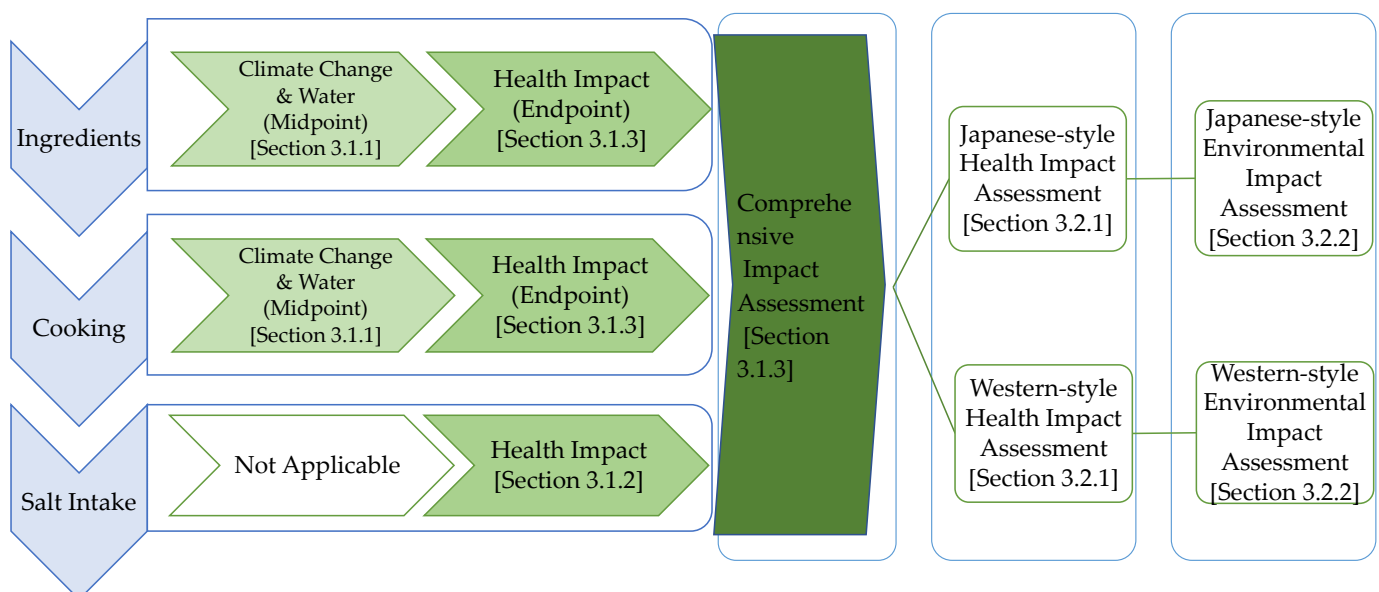 Ingredients
Climate Change
& Water
(Midpoint)
[Section 3.1.1]
Health Impact
(Endpoint)
[Section 3.1.3]
Cooking
Climate Change
& Water
(Midpoint)
[Section 3.1.1]
Health Impact
(Endpoint)
[Section 3.1.3]
Salt Intake
Not Applicable
Health Impact
[Section 3.1.2]
Comprehe
nsive
Impact
Assessment
[Section
3.1.3]
Japanese-style
Health Impact
Assessment
[Section 3.2.1]
Japanese-style
Environmental
Impact
Assessment
[Section 3.2.2]
Western-style
Health Impact
Assessment
[Section 3.2.1]
Western-style
Environmental
Impact
Assessment
[Section 3.2.2]